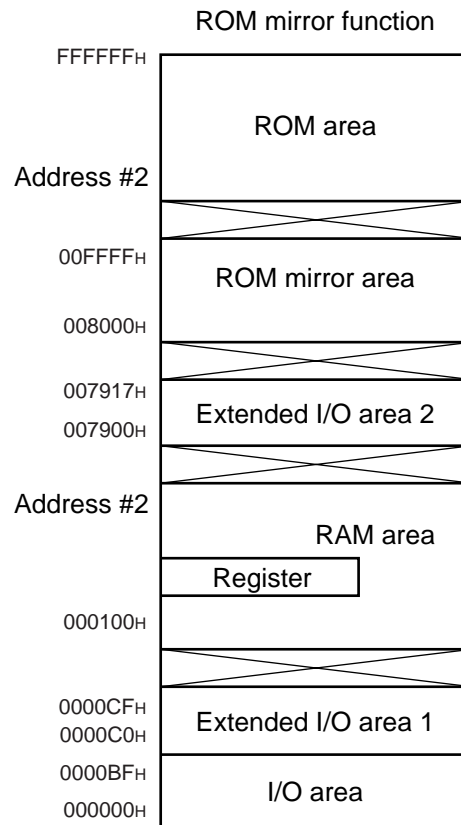 ROM mirror function
FFFFFFH
ROM area
Address #2
00FFFFH
ROM mirror area
008000H
007917H
Extended I/O area 2
007900H
Address #2
RAM area
Register
000100H
0000CFH
Extended I/O area 1
0000C0H
0000BFH
I/O area
000000H